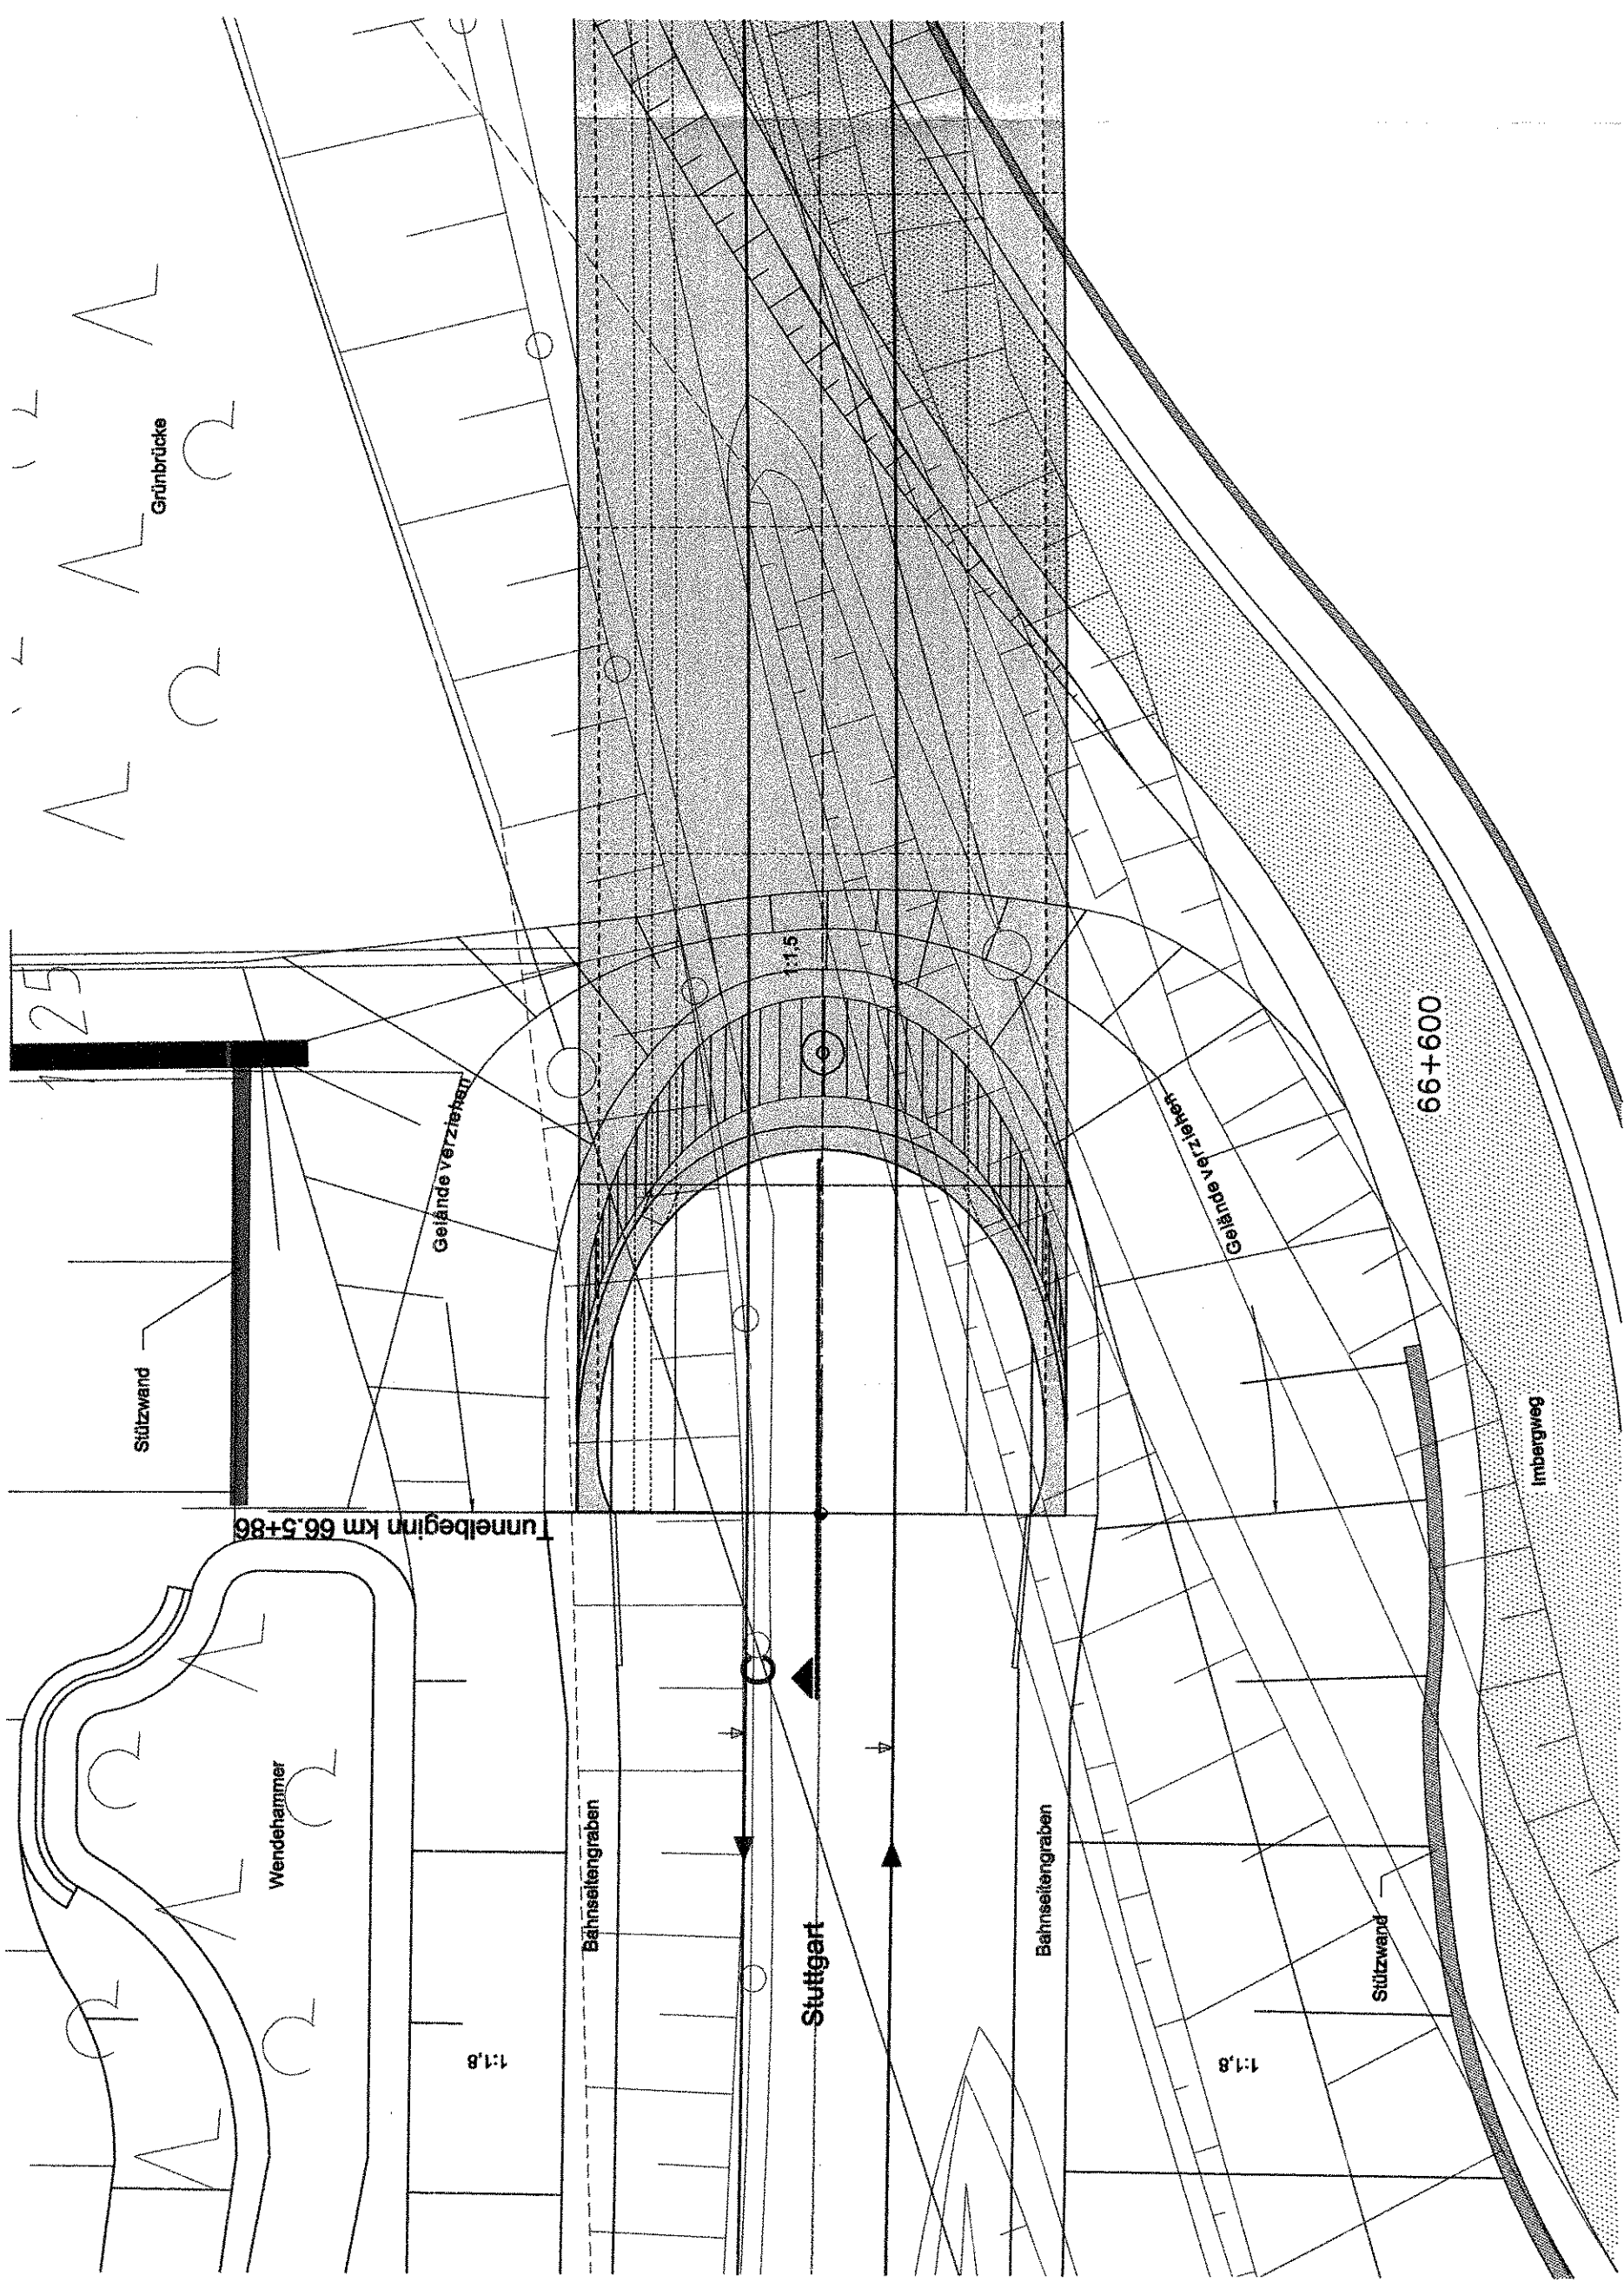 Grünbrücke
125
Gelände verziehen
Stützwand
Tunnelbeginn km 66.5+86
1:1,5
Gelände verziehen
66+600
Imbergweg
Wendehammer
Bahnseitengraben
Stuttgart
Bahnseitengraben
Stützwand
1:1,8
1:1,8